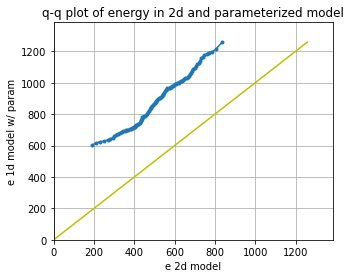 q-q plot of energy in 2d and parameterized model
e 1d model w/ param
1200
1000
800
600
400
200
0
0 200 400 600 800 1000 1200
e 2d model